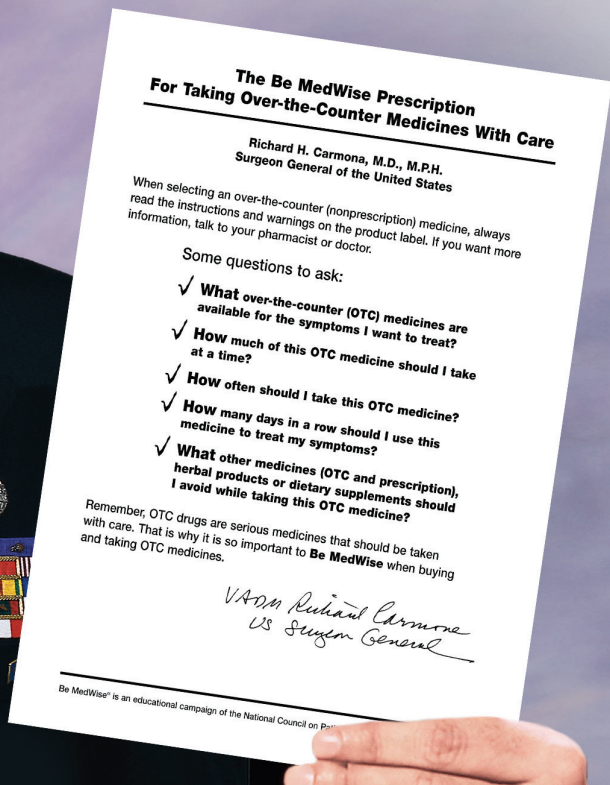 The Be MedWise Prescription
For Taking Over-the-Counter Medicines With Care
Richard H. Carmona, M.D., M.P.H.
Surgeon General of the United States
When selecting an over-the-counter (nonprescription) medicine, always
read the instructions and warnings on the product label. If you want more
information, talk to your pharmacist or doctor.
Some questions to ask:
✓ What over-the-counter (OTC) medicines are
available for the symptoms I want to treat?
✓ How much of this OTC medicine should I take
at a time?
✓ How often should I take this OTC medicine?
✓ How many days in a row should I use this
medicine to treat my symptoms?
✓ What other medicines (OTC and prescription),
herbal products or dietary supplements should
I avoid while taking this OTC medicine?
Remember, OTC drugs are serious medicines that should be taken
with care. That is why it is so important to Be MedWise when buying
and taking OTC medicines.
VADM Richard Carmona
US Surgeon General
Be MedWise® is an educational campaign of the National Council on